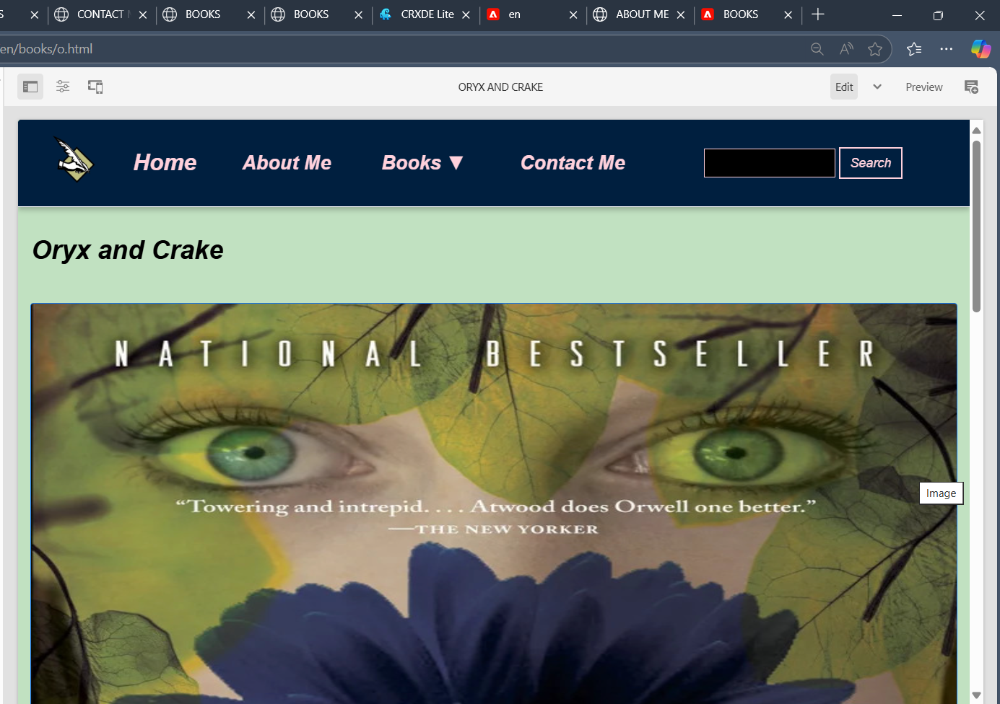 S
CONTACT
BOOKS
BOOKS
CRXDE Lite
en
ABOUT ME
BOOKS
en/books/o.html
ORYX AND CRAKE
Edit
Preview
Home
About Me
Books ▼
Contact Me
Search
Oryx and Crake
NATIONAL BESTSELLER
“Towering and intrepid. . . . Atwood does Orwell one better.”
—THE NEW YORKER
Image